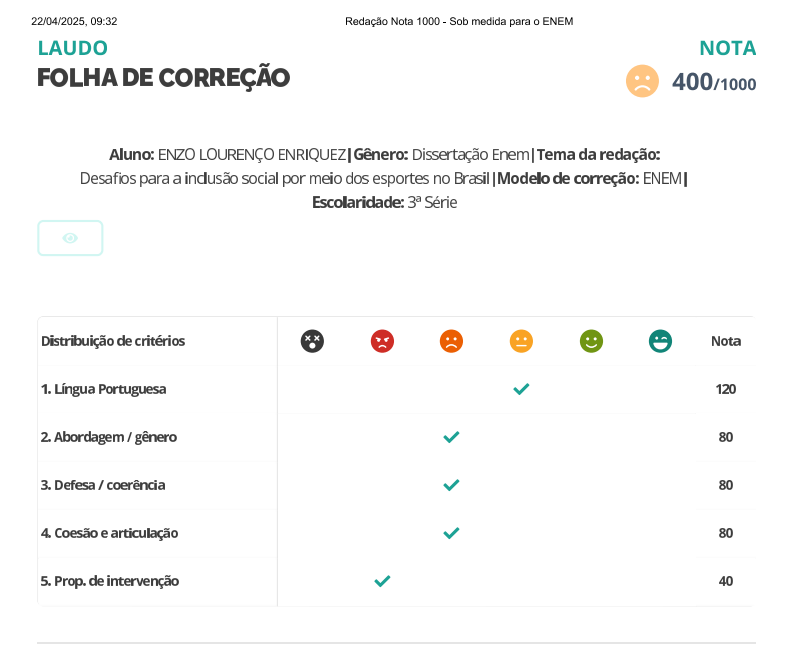 22/04/2025, 09:32 Redação Nota 1000 - Sob medida para o ENEM
LAUDO NOTA
FOLHA DE CORREÇÃO 400/1000
Aluno: ENZO LOURENÇO ENRIQUEZ|Gênero: Dissertação Enem|Tema da redação:
Desafios para a inclusão social por meio dos esportes no Brasil|Modelo de correção: ENEM|
Escolaridade: 3ª Série
Distribuição de critérios Nota
1. Língua Portuguesa 120
2. Abordagem / gênero 80
3. Defesa / coerência 80
4. Coesão e articulação 80
5. Prop. de intervenção 40